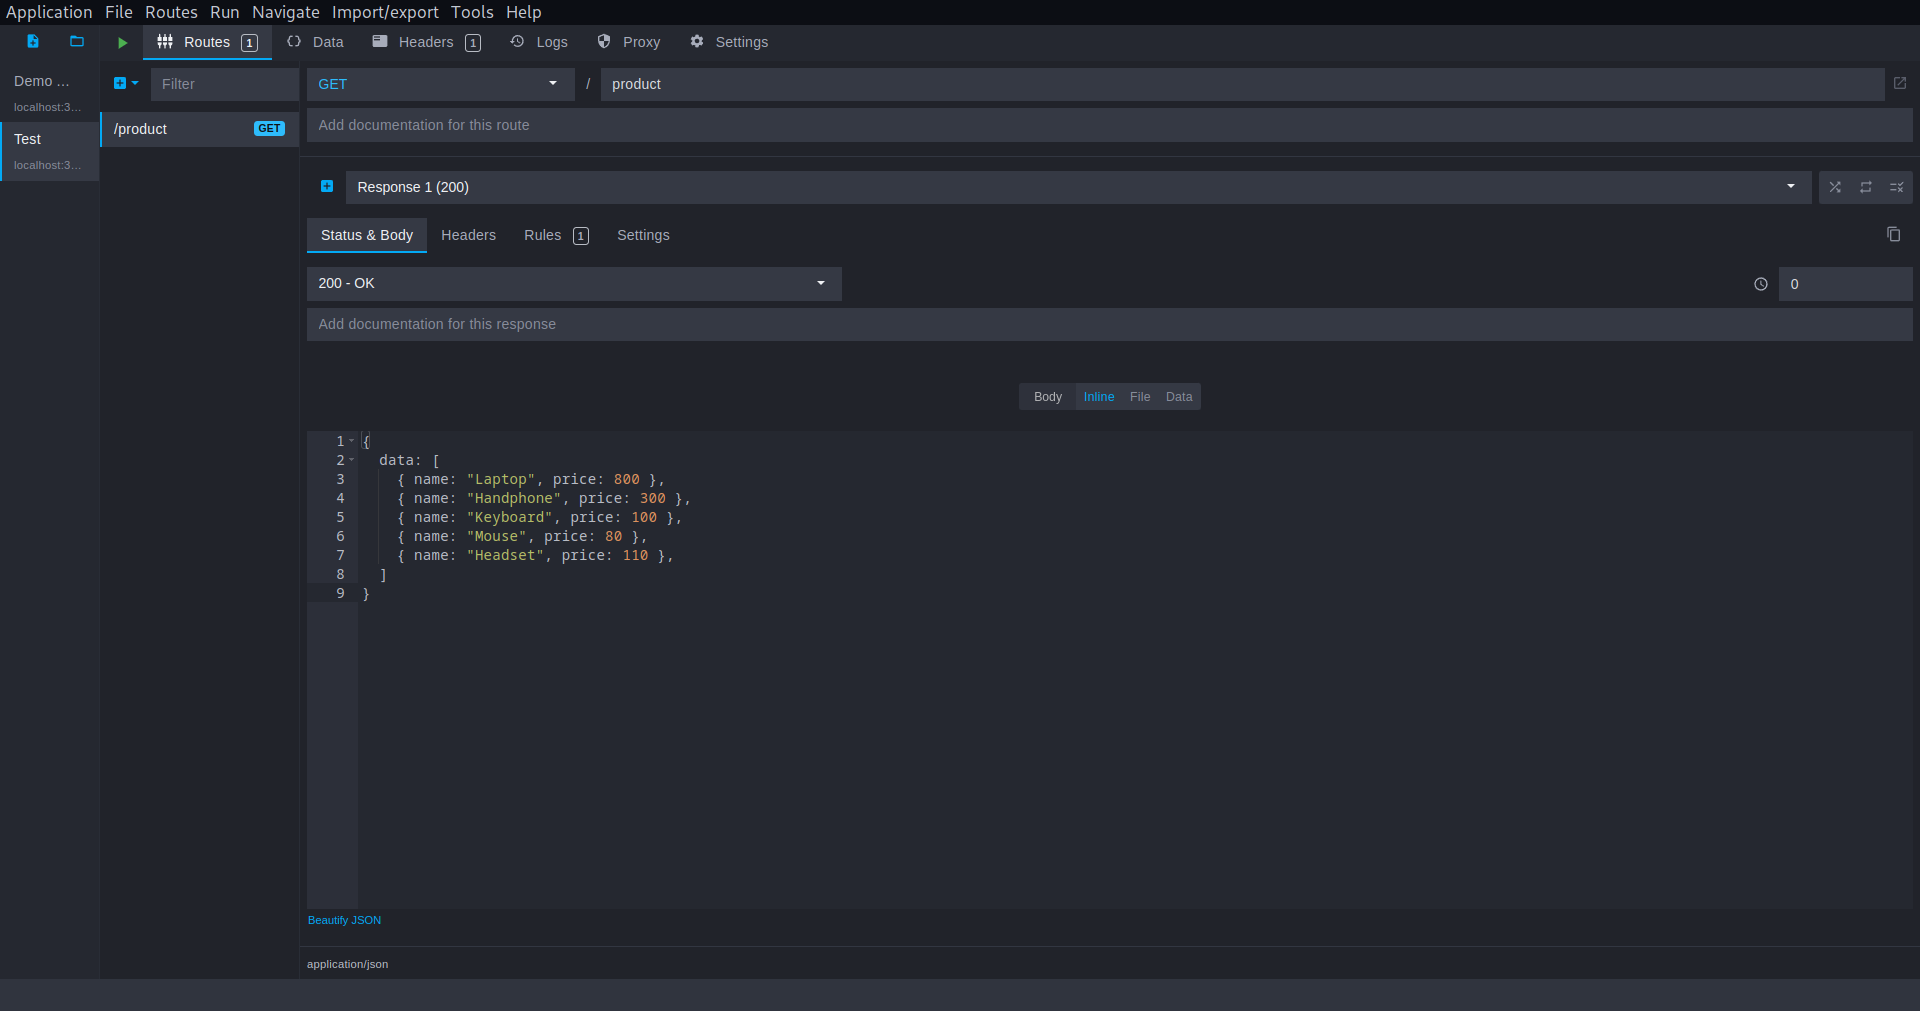 Application File Routes Run Navigate Import/export Tools Help
Routes 1 Data Headers 1 Logs Proxy Settings
Demo ...
localhost:3...
Test
localhost:3...
Filter
/product GET
GET / product
Add documentation for this route
Response 1 (200)
Status & Body Headers Rules 1 Settings
200 - OK 0
Add documentation for this response
Body Inline File Data
1 {
2 data: [
3 { name: "Laptop", price: 800 },
4 { name: "Handphone", price: 300 },
5 { name: "Keyboard", price: 100 },
6 { name: "Mouse", price: 80 },
7 { name: "Headset", price: 110 },
8 ]
9 }
Beautify JSON
application/json